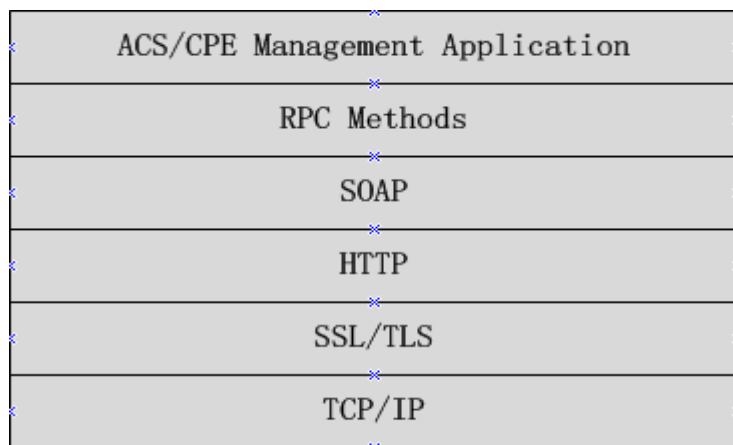 ACS/CPE Management Application
RPC Methods
SOAP
HTTP
SSL/TLS
TCP/IP